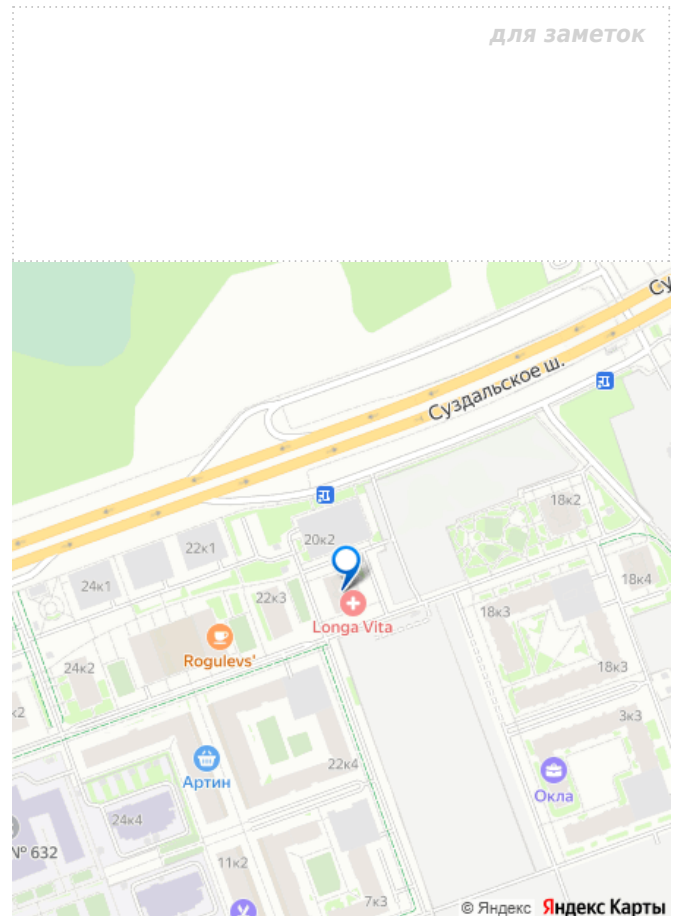 для заметок
Су
Суздальское ш.
18к2
20к2
22к1
24к1
22к3
18к4
18к3
Longa Vita
Rogulevs'
24к2
18к3
к2
3к3
22к4
Артин
Окла
24к4
№ 632
11к2
7к3
© Яндекс Яндекс Карты